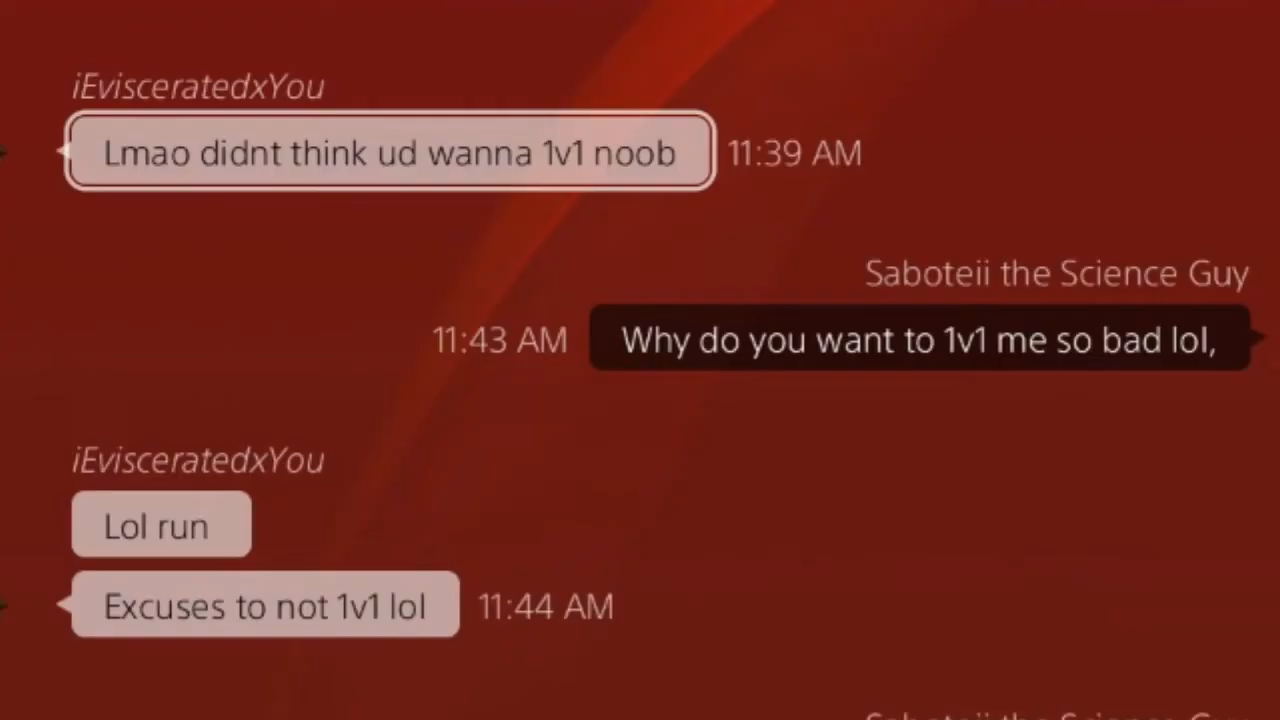 iEvisceratedxYou
Lmao didnt think ud wanna 1v1 noob 11:39 AM
Saboteii the Science Guy
11:43 AM Why do you want to 1v1 me so bad lol,
iEvisceratedxYou
Lol run
Excuses to not 1v1 lol 11:44 AM